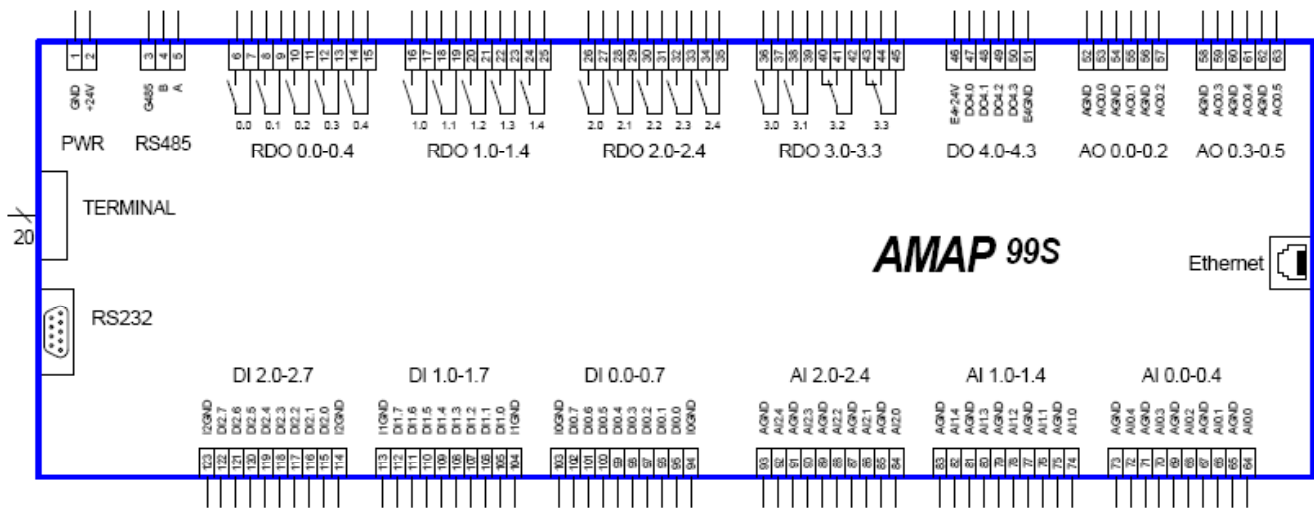 1 2 3 4 5 6 7 8 9 10 11 12 13 14 15 16 17 18 19 20 21 22 23 24 25 26 27 28 29 30 31 32 33 34 35 36 37 38 39 40 41 42 43 44 45 46 47 48 49 50 51 52 53 54 55 56 57 58 59 60 61 62 63
GND +24V G485 B A E4+24V DO4.0 DO4.1 DO4.2 DO4.3 E4GND AGND AO0.0 AGND AO0.1 AGND AO0.2 AGND AO0.3 AGND AO0.4 AGND AO0.5
0.0 0.1 0.2 0.3 0.4 1.0 1.1 1.2 1.3 1.4 2.0 2.1 2.2 2.3 2.4 3.0 3.1 3.2 3.3
PWR RS485 RDO 0.0-0.4 RDO 1.0-1.4 RDO 2.0-2.4 RDO 3.0-3.3 DO 4.0-4.3 AO 0.0-0.2 AO 0.3-0.5
TERMINAL
20
AMAP 99S
Ethernet
RS232
DI 2.0-2.7 DI 1.0-1.7 DI 0.0-0.7 AI 2.0-2.4 AI 1.0-1.4 AI 0.0-0.4
I2GND DI2.7 DI2.6 DI2.5 DI2.4 DI2.3 DI2.2 DI2.1 DI2.0 I2GND I1GND DI1.7 DI1.6 DI1.5 DI1.4 DI1.3 DI1.2 DI1.1 DI1.0 I1GND I0GND DI0.7 DI0.6 DI0.5 DI0.4 DI0.3 DI0.2 DI0.1 DI0.0 I0GND AGND AI2.4 AGND AI2.3 AGND AI2.2 AGND AI2.1 AGND AI2.0 AGND AI1.4 AGND AI1.3 AGND AI1.2 AGND AI1.1 AGND AI1.0 AGND AI0.4 AGND AI0.3 AGND AI0.2 AGND AI0.1 AGND AI0.0
123 122 121 120 119 118 117 116 115 114 113 112 111 110 109 108 107 106 105 104 103 102 101 100 99 98 97 96 95 94 93 92 91 90 89 88 87 86 85 84 83 82 81 80 79 78 77 76 75 74 73 72 71 70 69 68 67 66 65 64